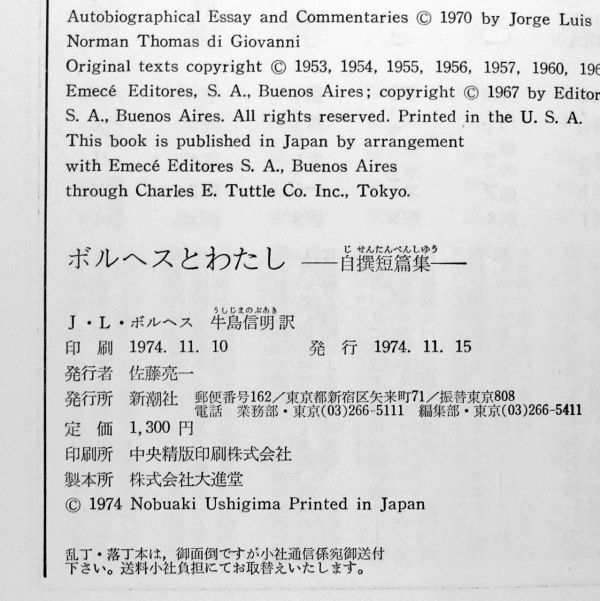 Autobiographical Essay and Commentaries © 1970 by Jorge Luis
Norman Thomas di Giovanni
Original texts copyright © 1953, 1954, 1955, 1956, 1957, 1960,
Emecé Editores, S. A., Buenos Aires; copyright © 1967 by Editor
S. A., Buenos Aires. All rights reserved. Printed in the U. S. A.
This book is published in Japan by arrangement
with Emecé Editores S. A., Buenos Aires
through Charles E. Tuttle Co. Inc., Tokyo.
じせんたんぺんしゆう
ボルヘスとわたし ――自撰短篇集――
うしじまのぶあき
J・L・ボルヘス 牛島信明訳
印刷 1974. 11. 10 発行 1974. 11. 15
発行者 佐藤亮一
発行所 新潮社 郵便番号162／東京都新宿区矢来町71／振替東京808
電話 業務部・東京(03)266-5111 編集部・東京(03)266-5411
定価 1,300円
印刷所 中央精版印刷株式会社
製本所 株式会社大進堂
© 1974 Nobuaki Ushigima Printed in Japan
乱丁・落丁本は，御面倒ですが小社通信係宛御送付
下さい。送料小社負担にてお取替えいたします。